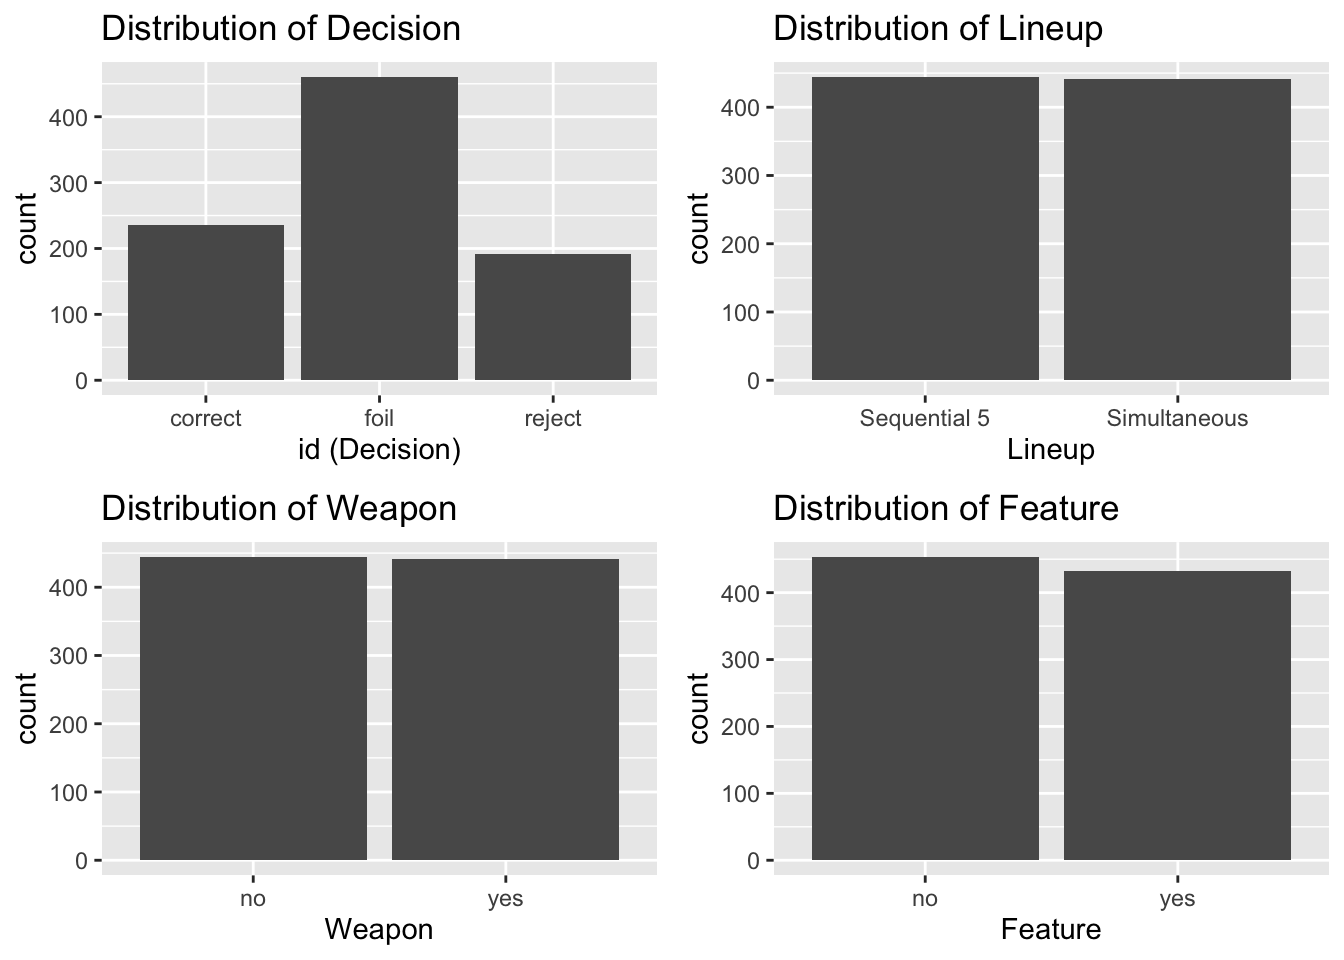 Distribution of Decision
400
300
200
100
0
count
correct foil reject
id (Decision)
Distribution of Lineup
400
300
200
100
0
count
Sequential 5 Simultaneous
Lineup
Distribution of Weapon
400
300
200
100
0
count
no yes
Weapon
Distribution of Feature
400
300
200
100
0
count
no yes
Feature